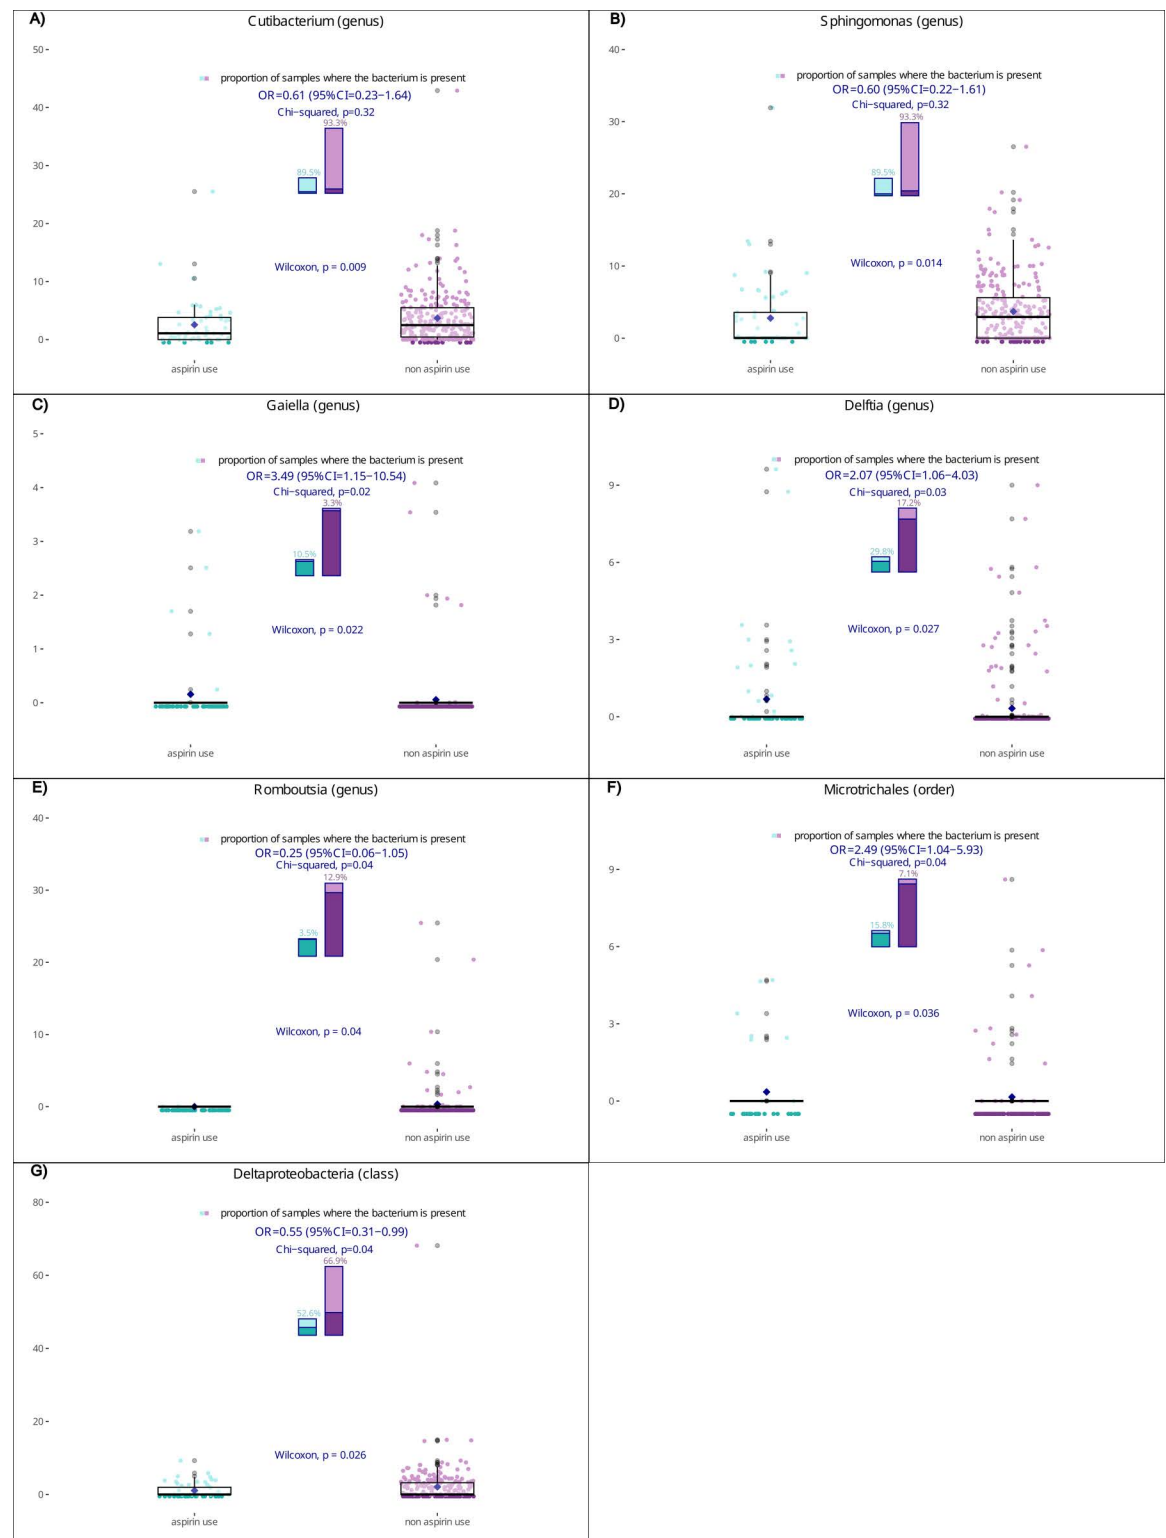 A)
Cutibacterium (genus)
50
40
30
20
10
0
proportion of samples where the bacterium is present
OR=0.61 (95%CI=0.23−1.64)
Chi−squared, p=0.32
93.3%
89.5%
Wilcoxon, p = 0.009
aspirin use
non aspirin use
B)
Sphingomonas (genus)
40
30
20
10
0
proportion of samples where the bacterium is present
OR=0.60 (95%CI=0.22−1.61)
Chi−squared, p=0.32
93.3%
89.5%
Wilcoxon, p = 0.014
aspirin use
non aspirin use
C)
Gaiella (genus)
5
4
3
2
1
0
proportion of samples where the bacterium is present
OR=3.49 (95%CI=1.15−10.54)
Chi−squared, p=0.02
3.3%
10.5%
Wilcoxon, p = 0.022
aspirin use
non aspirin use
D)
Delftia (genus)
9
6
3
0
proportion of samples where the bacterium is present
OR=2.07 (95%CI=1.06−4.03)
Chi−squared, p=0.03
17.2%
29.8%
Wilcoxon, p = 0.027
aspirin use
non aspirin use
E)
Romboutsia (genus)
40
30
20
10
0
proportion of samples where the bacterium is present
OR=0.25 (95%CI=0.06−1.05)
Chi−squared, p=0.04
12.9%
3.5%
Wilcoxon, p = 0.04
aspirin use
non aspirin use
F)
Microtrichales (order)
9
6
3
0
proportion of samples where the bacterium is present
OR=2.49 (95%CI=1.04−5.93)
Chi−squared, p=0.04
7.1%
15.8%
Wilcoxon, p = 0.036
aspirin use
non aspirin use
G)
Deltaproteobacteria (class)
80
60
40
20
0
proportion of samples where the bacterium is present
OR=0.55 (95%CI=0.31−0.99)
Chi−squared, p=0.04
66.9%
52.6%
Wilcoxon, p = 0.026
aspirin use
non aspirin use